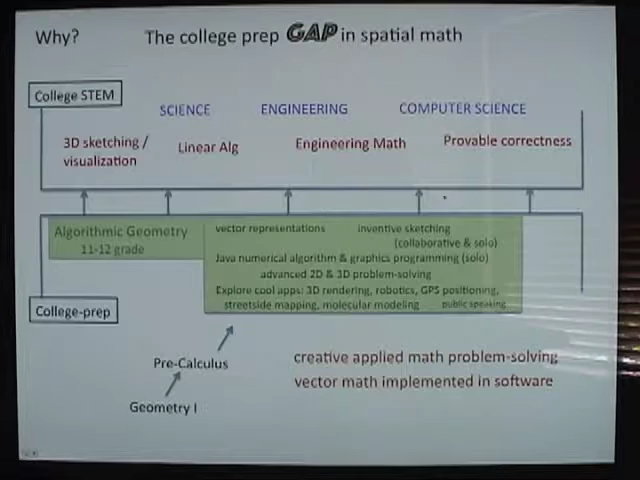 Why?
The college prep GAP in spatial math
College STEM
SCIENCE
ENGINEERING
COMPUTER SCIENCE
3D sketching /
visualization
Linear Alg
Engineering Math
Provable correctness
Algorithmic Geometry
11-12 grade
vector representations
inventive sketching
(collaborative & solo)
Java numerical algorithm & graphics programming (solo)
advanced 2D & 3D problem-solving
Explore cool apps: 3D rendering, robotics, GPS positioning,
streetside mapping, molecular modeling
public speaking
College-prep
Pre-Calculus
Geometry I
creative applied math problem-solving
vector math implemented in software